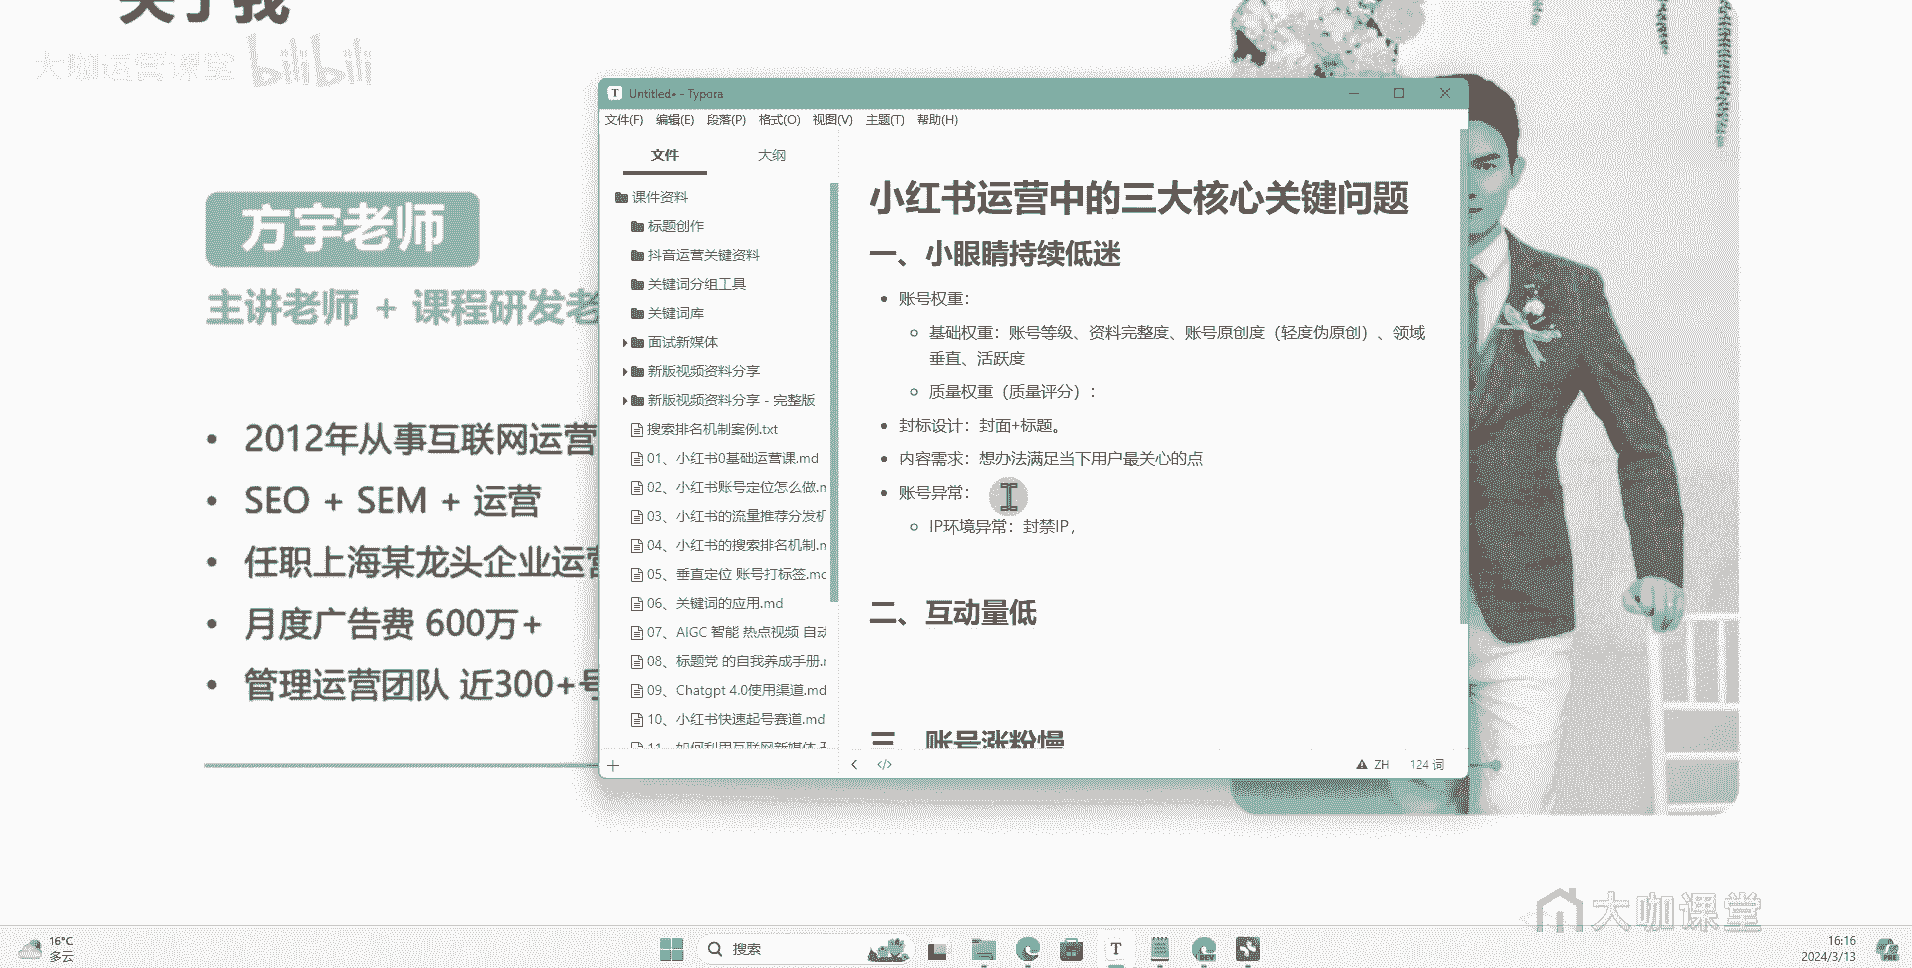 关于我
大咖运营课堂 bilibili
方宇老师
主讲老师 + 课程研发老
• 2012年从事互联网运营
• SEO + SEM + 运营
• 任职上海某龙头企业运营
• 月度广告费 600万+
• 管理运营团队 近300+号
Untitled• - Typora
文件(F) 编辑(E) 段落(P) 格式(O) 视图(V) 主题(T) 帮助(H)
文件 大纲
课件资料
标题创作
抖音运营关键资料
关键词分组工具
关键词库
面试新媒体
新版视频资料分享
新版视频资料分享 - 完整版
搜索排名机制案例.txt
01、小红书0基础运营课.md
02、小红书账号定位怎么做.m
03、小红书的流量推荐分发机
04、小红书的搜索排名机制.m
05、垂直定位 账号打标签.md
06、关键词的应用.md
07、AIGC 智能 热点视频 自动
08、标题党 的自我养成手册.m
09、Chatgpt 4.0使用渠道.md
10、小红书快速起号赛道.md
11、如何利用互联网新媒体
小红书运营中的三大核心关键问题
一、小眼睛持续低迷
• 账号权重：
基础权重：账号等级、资料完整度、账号原创度（轻度伪原创）、领域
垂直、活跃度
质量权重（质量评分）：
• 封标设计：封面+标题。
• 内容需求：想办法满足当下用户最关心的点
• 账号异常：
IP环境异常：封禁IP，
二、互动量低
三、账号涨粉慢
ZH 124 词
大咖课堂
16°C
多云
搜索
16:16
2024/3/13